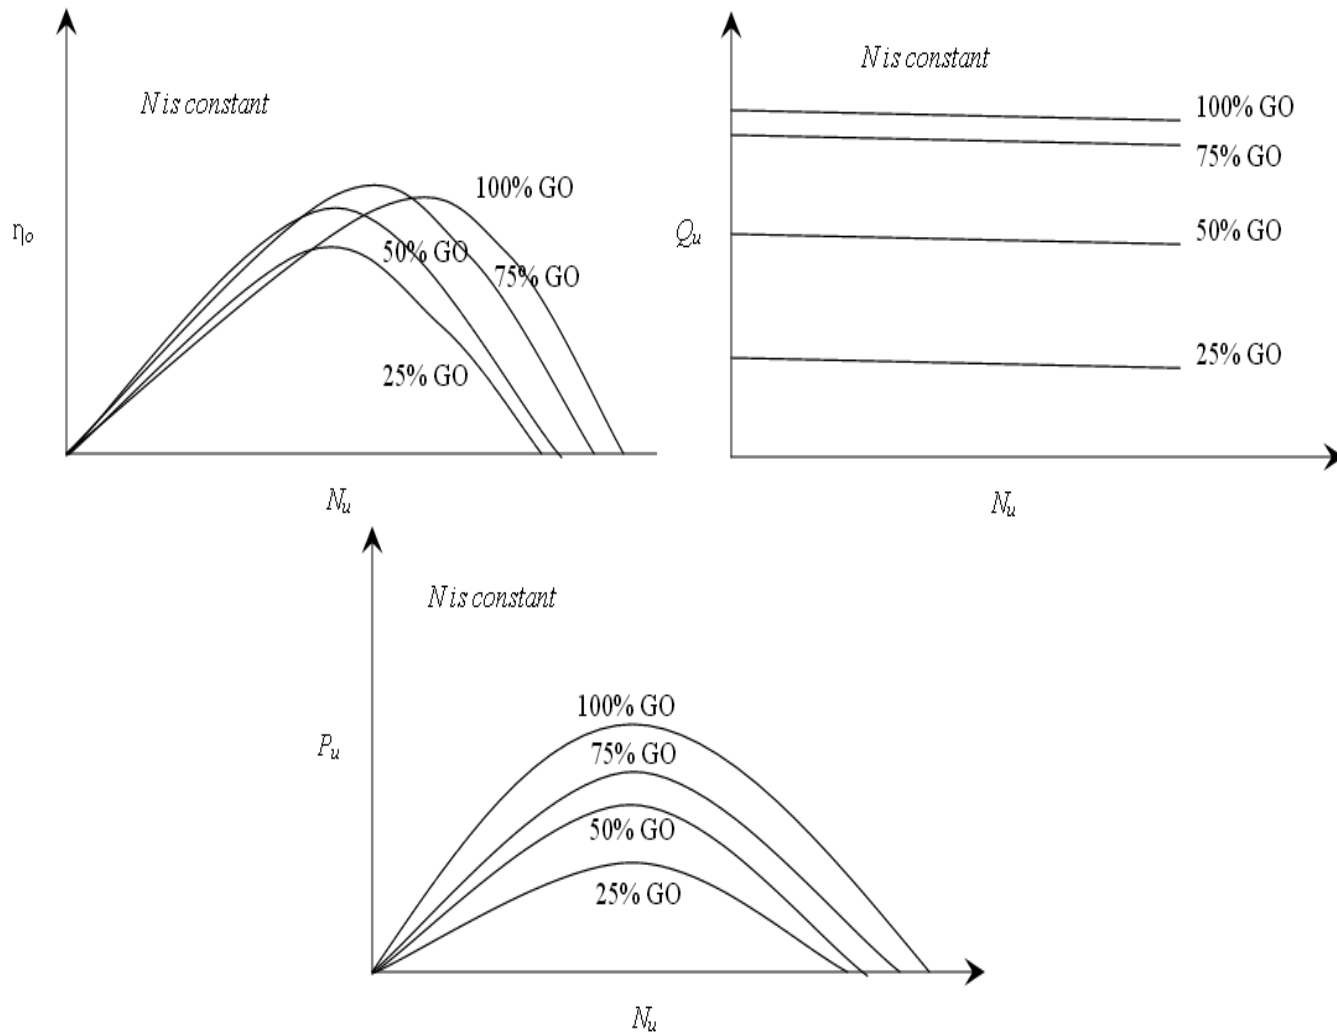 N is constant
η₀
100% GO
50% GO
75% GO
25% GO
Nᵤ
N is constant
Qᵤ
100% GO
75% GO
50% GO
25% GO
Nᵤ
N is constant
Pᵤ
100% GO
75% GO
50% GO
25% GO
Nᵤ